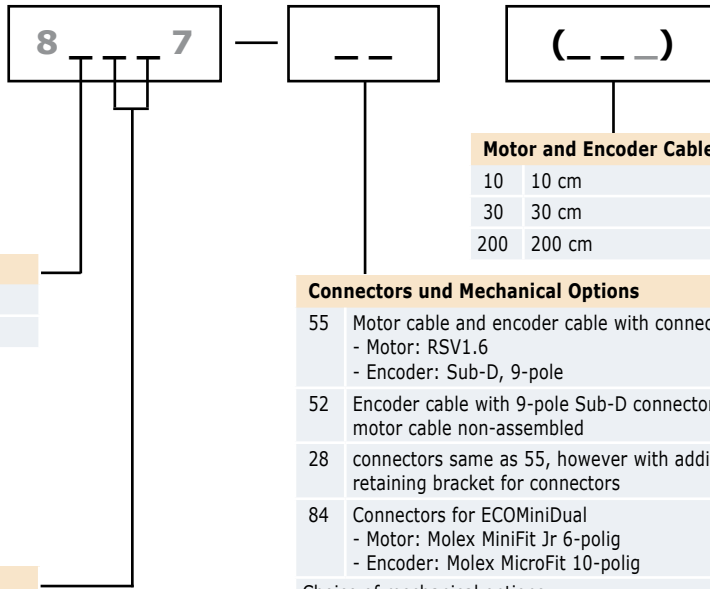 8 _ _ _ 7 — _ _ (_ _ _)
Motor and Encoder Cable
10 10 cm
30 30 cm
200 200 cm
Connectors und Mechanical Options
55 Motor cable and encoder cable with
- Motor: RSV1.6
- Encoder: Sub-D, 9-pole
52 Encoder cable with 9-pole Sub-D connector
motor cable non-assembled
28 connectors same as 55, however with
retaining bracket for connectors
84 Connectors for ECOMiniDual
- Motor: Molex MiniFit Jr 6-polig
- Encoder: Molex MicroFit 10-polig
Choice of mechanical options